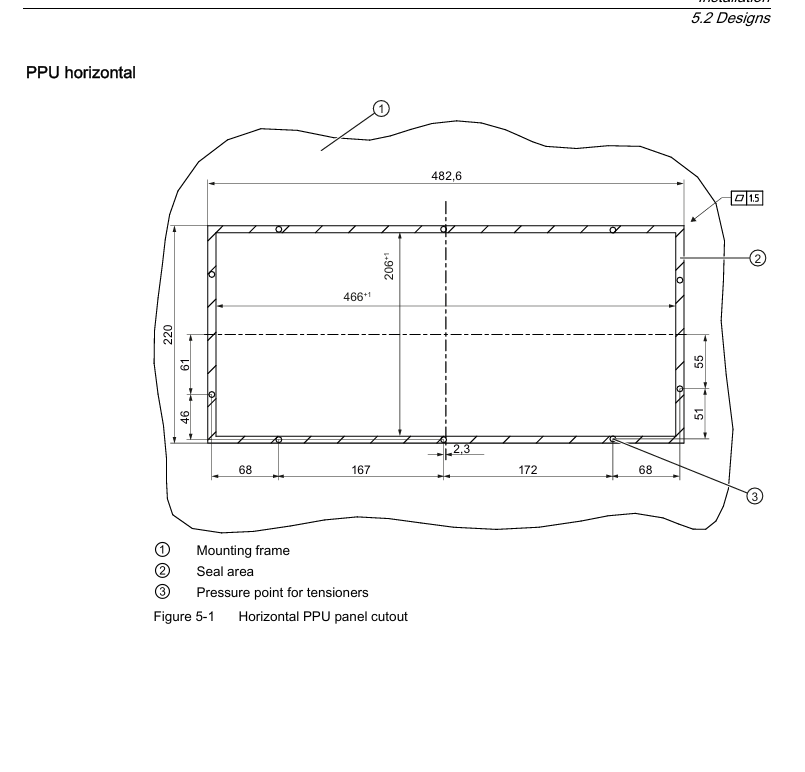 Installation
5.2 Designs
PPU horizontal
1
482,6
1.5
2
206+1
466+1
220
61
55
46
51
2,3
68
167
172
68
3
1 Mounting frame
2 Seal area
3 Pressure point for tensioners
Figure 5-1 Horizontal PPU panel cutout